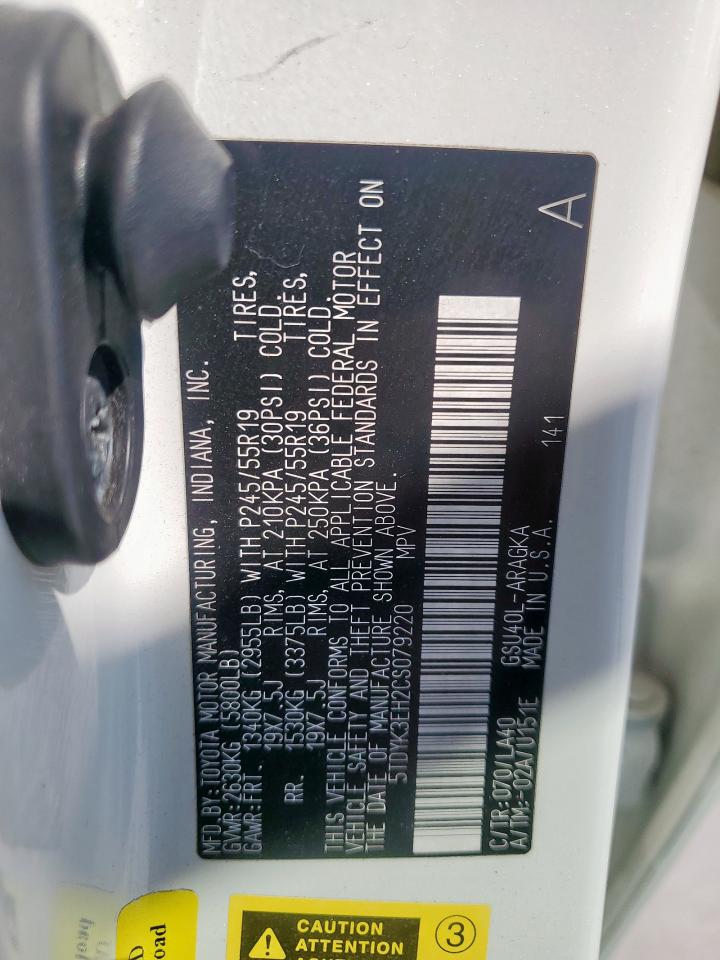 MFD.BY:TOYOTA MOTOR MANUFACTURING, INDIANA, INC.
GVWR:2630KG(5800LB)
GAWR:FRT. 1340KG(2955LB) WITH P245/55R19 TIRES,
19X7.5J RIMS, AT 210KPA(30PSI) COLD.
RR. 1530KG(3375LB) WITH P245/55R19 TIRES,
19X7.5J RIMS, AT 250KPA(36PSI) COLD.
THIS VEHICLE CONFORMS TO ALL APPLICABLE FEDERAL MOTOR
VEHICLE SAFETY AND THEFT PREVENTION STANDARDS IN EFFECT ON
THE DATE OF MANUFACTURE SHOWN ABOVE.
5TDYK3EH2CS079220 MPV
C/TR:070/LA40 GSU40L-ARAGKA 141
A/TM:-02A/U151E MADE IN U.S.A.
A
CAUTION
ATTENTION
3
oad